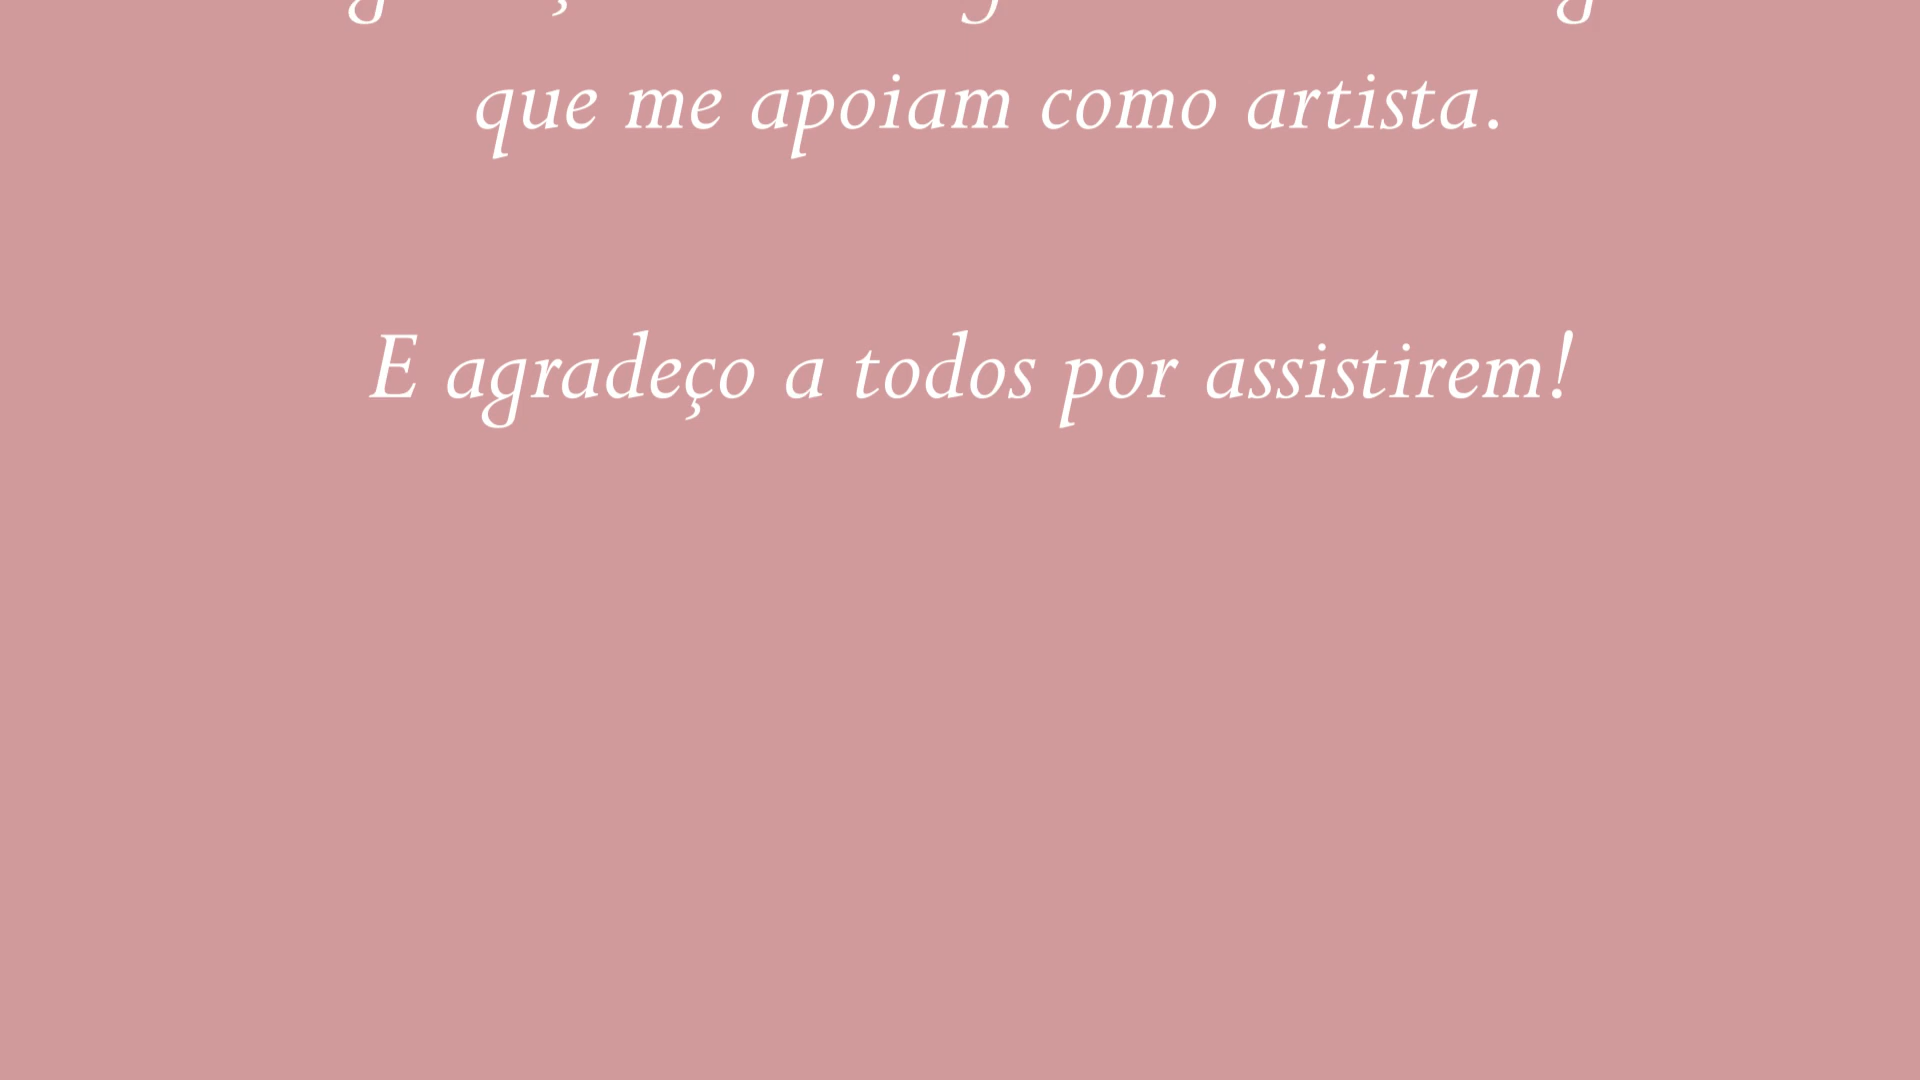 que me apoiam como artista.
E agradeço a todos por assistirem!